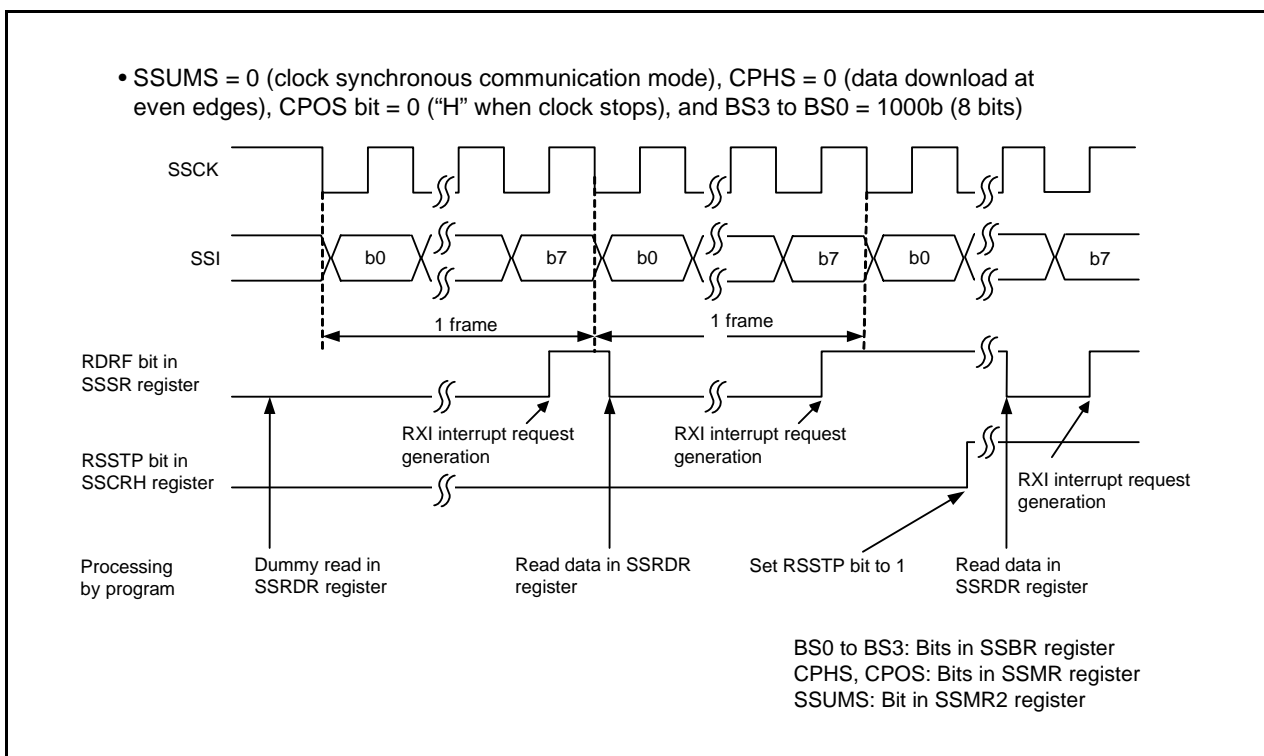 • SSUMS = 0 (clock synchronous communication mode), CPHS = 0 (data download at
even edges), CPOS bit = 0 (“H” when clock stops), and BS3 to BS0 = 1000b (8 bits)
SSCK
SSI
b0
b7
b0
b7
b0
b7
1 frame
1 frame
RDRF bit in
SSSR register
RXI interrupt request
generation
RXI interrupt request
generation
RSSTP bit in
SSCRH register
RXI interrupt request
generation
Processing
by program
Dummy read in
SSRDR register
Read data in SSRDR
register
Set RSSTP bit to 1
Read data in
SSRDR register
BS0 to BS3: Bits in SSBR register
CPHS, CPOS: Bits in SSMR register
SSUMS: Bit in SSMR2 register